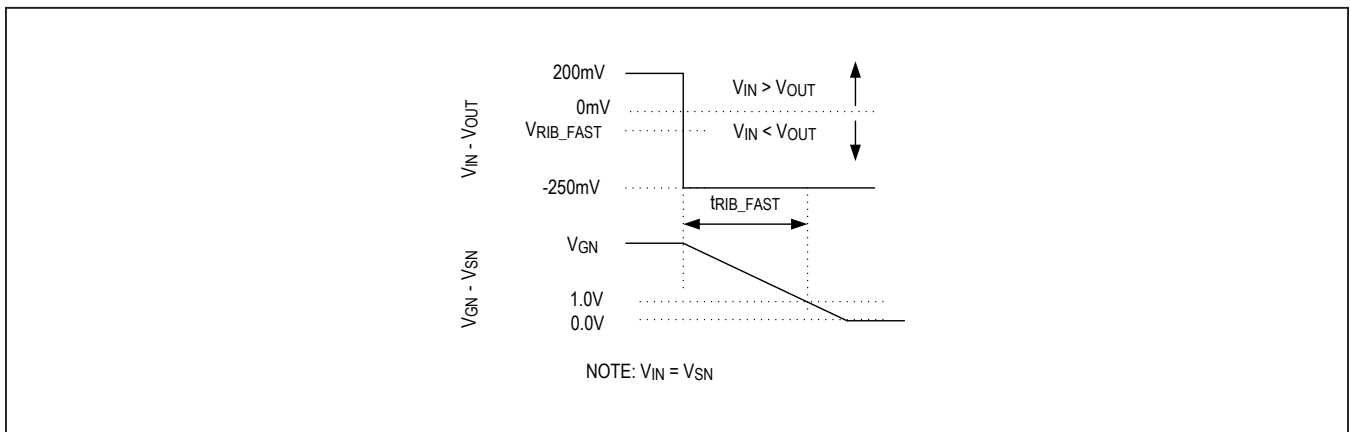 200mV
VIN > VOUT
0mV
VRIB_FAST
VIN < VOUT
VIN - VOUT
-250mV
tRIB_FAST
VGN
VGN - VSN
1.0V
0.0V
NOTE: VIN = VSN